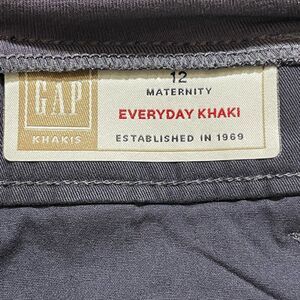 GAP
KHAKIS
12
MATERNITY
EVERYDAY KHAKI
ESTABLISHED IN 1969